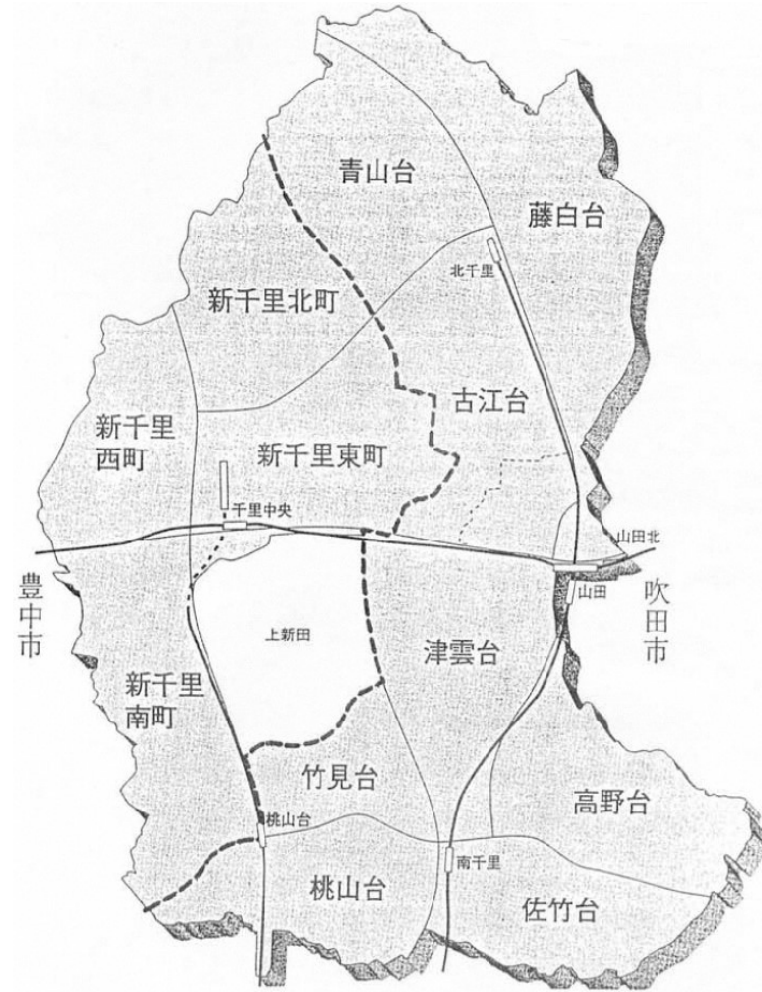 青山台
藤白台
北千里
新千里北町
古江台
新千里
西町
新千里東町
千里中央
山田北
豊中市
山田
吹田市
上新田
津雲台
新千里
南町
竹見台
高野台
桃山台
南千里
桃山台
佐竹台